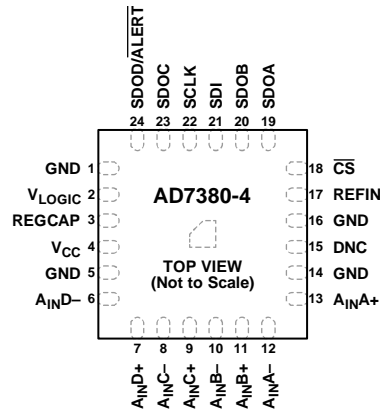 SDOD/ALERT
SDOC
SCLK
SDI
SDOB
SDOA
24 23 22 21 20 19
GND 1
VLOGIC 2
REGCAP 3
VCC 4
GND 5
AIND– 6
AD7380-4
TOP VIEW
(Not to Scale)
18 CS
17 REFIN
16 GND
15 DNC
14 GND
13 AINA+
7 8 9 10 11 12
AIND+
AINC–
AINC+
AINB–
AINB+
AINA–